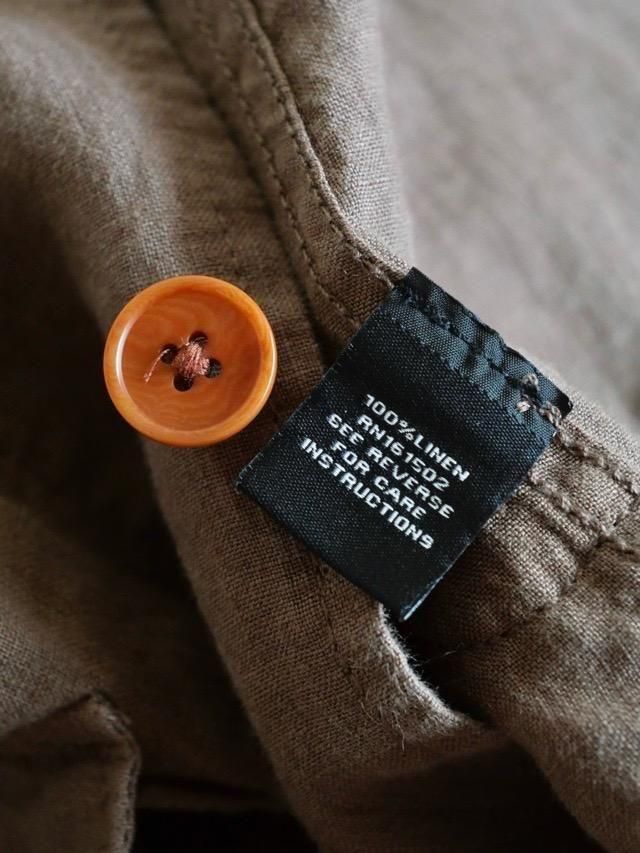 100%LINEN
RN161502
SEE REVERSE
FOR CARE
INSTRUCTIONS